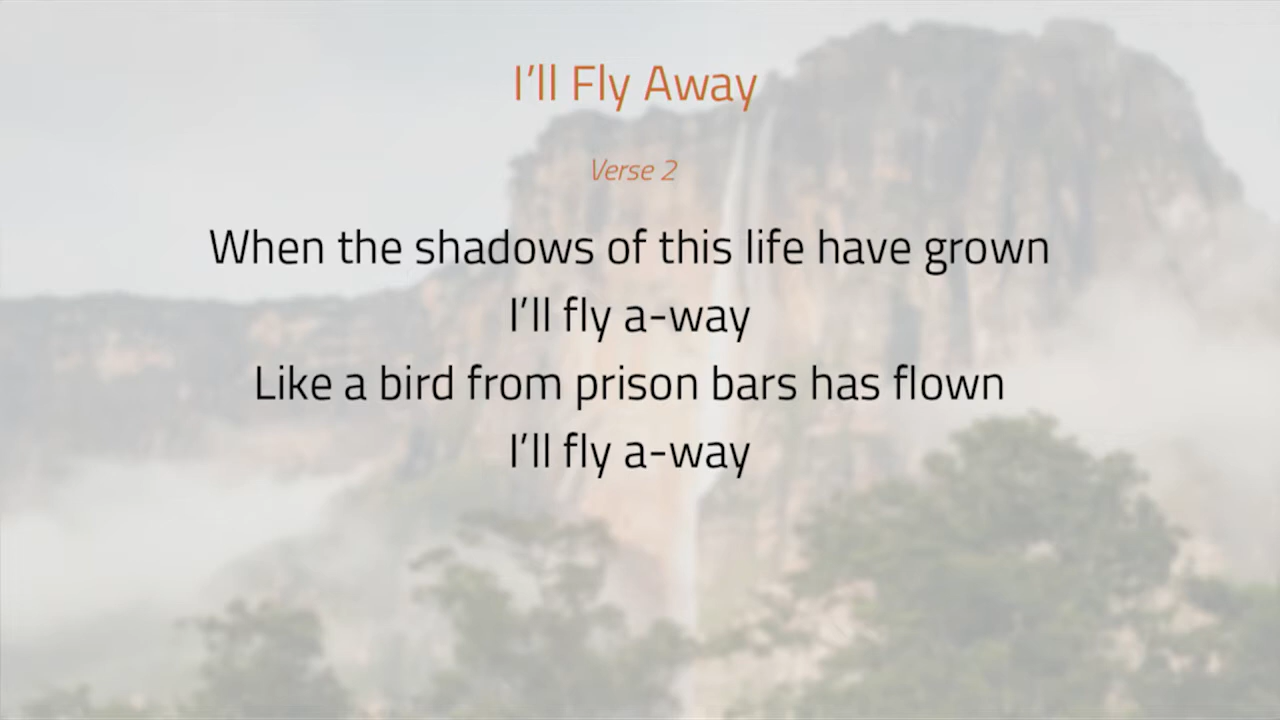 I’ll Fly Away
Verse 2
When the shadows of this life have grown
I’ll fly a-way
Like a bird from prison bars has flown
I’ll fly a-way